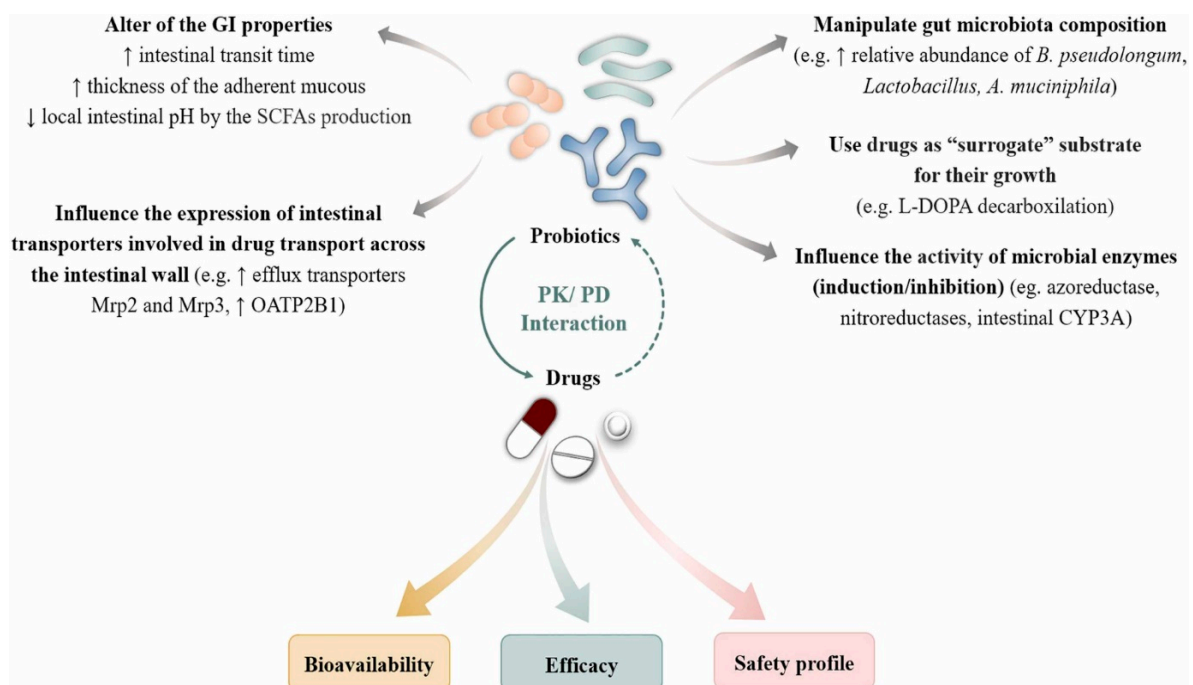 Alter of the GI properties
↑ intestinal transit time
↑ thickness of the adherent mucous
↓ local intestinal pH by the SCFAs production
Influence the expression of intestinal
transporters involved in drug transport across
the intestinal wall (e.g. ↑ efflux transporters
Mrp2 and Mrp3, ↑ OATP2B1)
Manipulate gut microbiota composition
(e.g. ↑ relative abundance of B. pseudolongum,
Lactobacillus, A. muciniphila)
Use drugs as “surrogate” substrate
for their growth
(e.g. L-DOPA decarboxilation)
Influence the activity of microbial enzymes
(induction/inhibition) (eg. azoreductase,
nitroreductases, intestinal CYP3A)
Probiotics
PK/ PD
Interaction
Drugs
Bioavailability
Efficacy
Safety profile